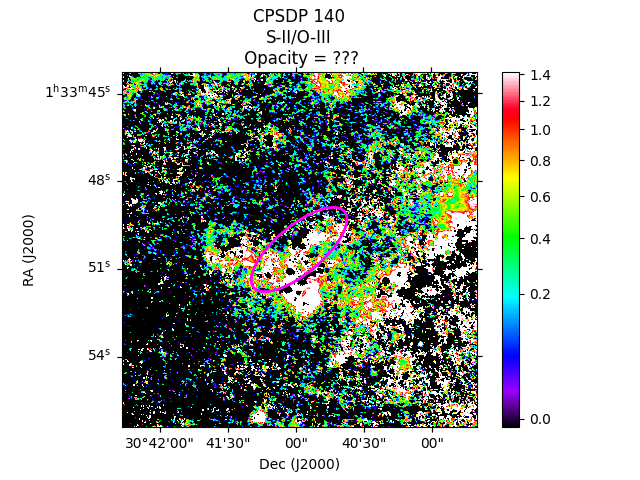 CPSDP 140
S-II/O-III
Opacity = ???
1h33m45s
48s
51s
54s
RA (J2000)
30°42'00" 41'30" 00" 40'30" 00"
Dec (J2000)
1.4
1.2
1.0
0.8
0.6
0.4
0.2
0.0